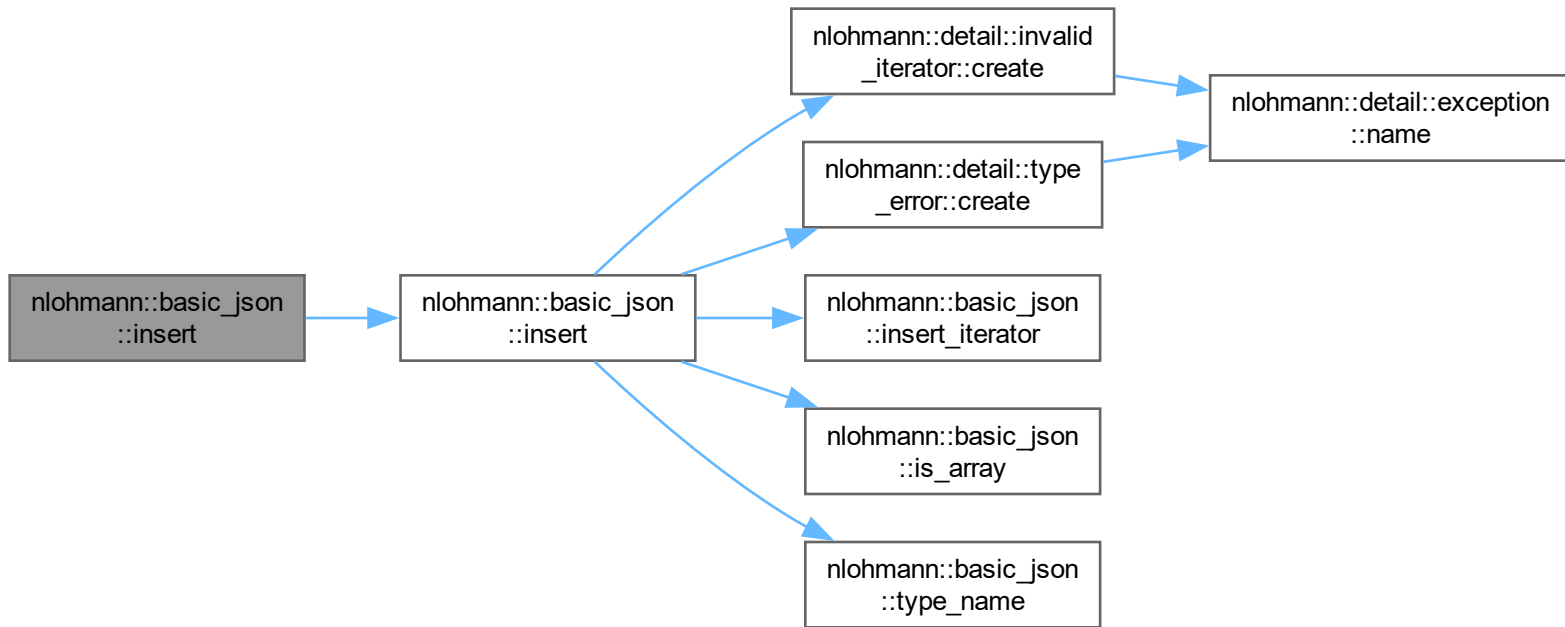 nlohmann::basic_json
::insert
nlohmann::basic_json
::insert
nlohmann::detail::invalid
_iterator::create
nlohmann::detail::type
_error::create
nlohmann::basic_json
::insert_iterator
nlohmann::basic_json
::is_array
nlohmann::basic_json
::type_name
nlohmann::detail::exception
::name